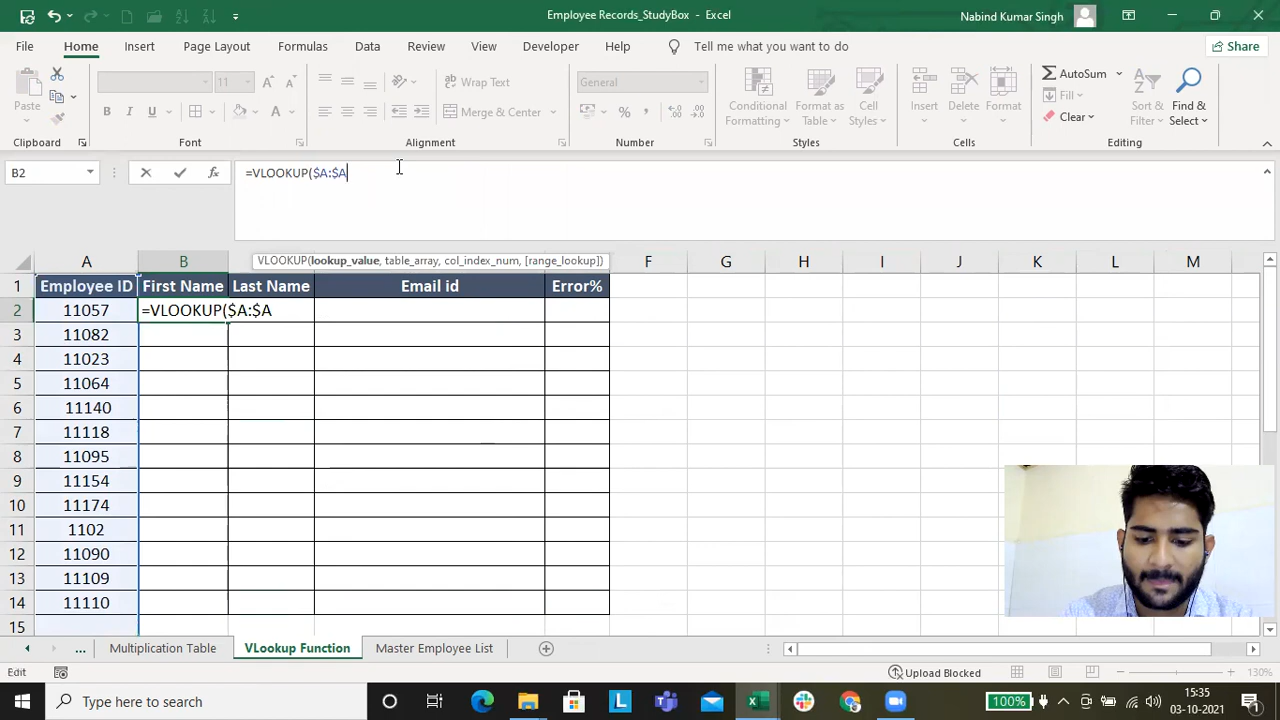 Employee Records_StudyBox - Excel
Nabind Kumar Singh
File Home Insert Page Layout Formulas Data Review View Developer Help Tell me what you want to do Share
Paste
Clipboard
11
B I U
Font
Wrap Text
Merge & Center
Alignment
General
Number
Conditional Formatting
Format as Table
Cell Styles
Styles
Insert
Delete
Format
Cells
AutoSum
Fill
Clear
Sort & Filter
Find & Select
Editing
B2 fx =VLOOKUP($A:$A
VLOOKUP(lookup_value, table_array, col_index_num, [range_lookup])
A B F G H I J K L M
1 Employee ID First Name Last Name Email id Error%
2 11057 =VLOOKUP($A:$A
3 11082
4 11023
5 11064
6 11140
7 11118
8 11095
9 11154
10 11174
11 1102
12 11090
13 11109
14 11110
15
... Multiplication Table VLookup Function Master Employee List
Edit Upload Blocked 130%
Type here to search
L
100%
15:35
03-10-2021
1